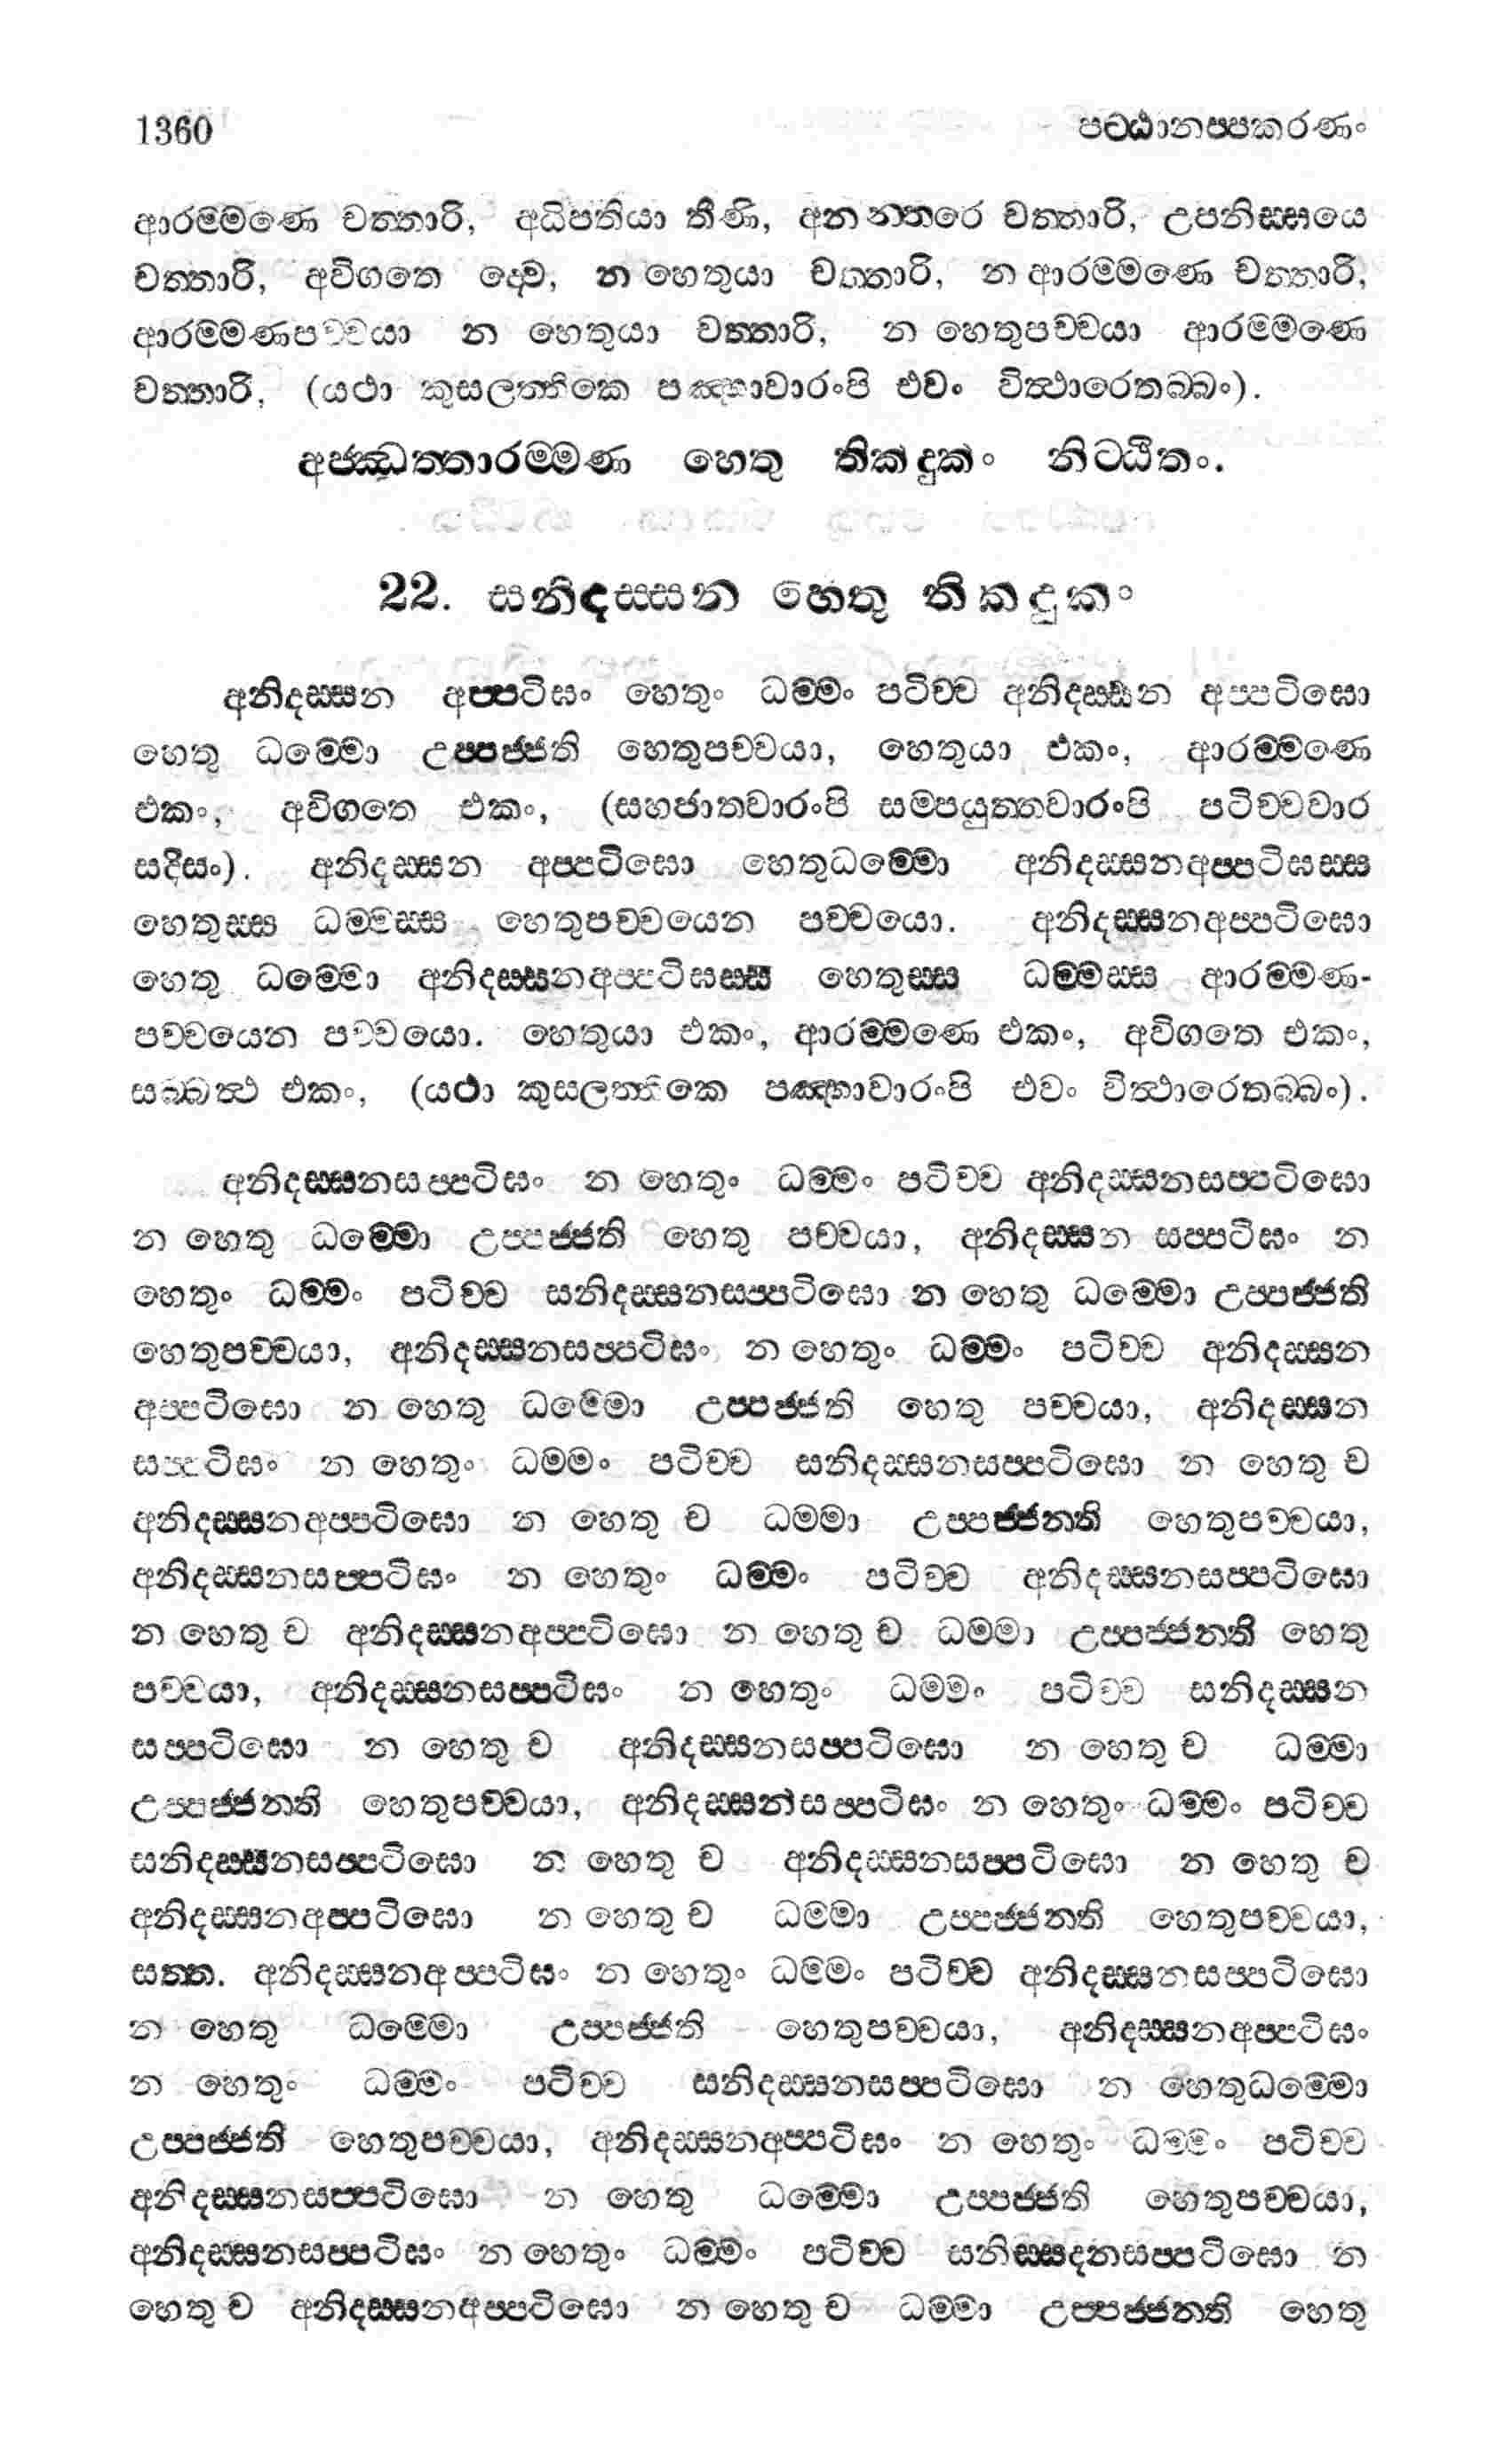 1360 පට්ඨානප්පකරණං
ආරම්මණෙ චත්තාරි, අධිපතියා තීණි, අනන්තරෙ චත්තාරි, උපනිස්සයෙ
චත්තාරි, අවිගතෙ ද්වෙ, න හෙතුයා චත්තාරි, න ආරම්මණෙ චත්තාරි,
ආරම්මණපච්චයා න හෙතුයා චත්තාරි, න හෙතුපච්චයා ආරම්මණෙ
චත්තාරි, (යථා කුසලත්තිකෙ පඤ්හාවාරංපි එවං විත්ථාරෙතබ්බං).
අජ්ඣත්තාරම්මණ හෙතු තික් දුක් ං නිට්ඨිතං.
22. සනිදස්සන හෙතු තික දුකං
අනිදස්සන අප්පටිඝං හෙතුං ධම්මං පටිච්ච අනිදස්සන අප්පටිඝො
හෙතු ධම්මො උප්පජ්ජති හෙතුපච්චයා, හෙතුයා එකං, ආරම්මණෙ
එකං, අවිගතෙ එකං, (සහජාතවාරංපි සම්පයුත්තවාරංපි පටිච්චවාර
සදිසං). අනිදස්සන අප්පටිඝො හෙතුධම්මො අනිදස්සනඅප්පටිඝස්ස
හෙතුස්ස ධම්මස්ස හෙතුපච්චයෙන පච්චයො. අනිදස්සනඅප්පටිඝො
හෙතු ධම්මො අනිදස්සනඅප්පටිඝස්ස හෙතුස්ස ධම්මස්ස ආරම්මණ-
පච්චයෙන පච්චයො. හෙතුයා එකං, ආරම්මණෙ එකං, අවිගතෙ එකං,
සබ්බත්ථ එකං, (යථා කුසලත්තිකෙ පඤ්හාවාරංපි එවං විත්ථාරෙතබ්බං).
අනිදස්සනසප්පටිඝං න හෙතුං ධම්මං පටිච්ච අනිදස්සනසප්පටිඝො
න හෙතු ධම්මො උප්පජ්ජති හෙතු පච්චයා, අනිදස්සන සප්පටිඝං න
හෙතුං ධම්මං පටිච්ච සනිදස්සනසප්පටිඝො න හෙතු ධම්මො උප්පජ්ජති
හෙතුපච්චයා, අනිදස්සනසප්පටිඝං න හෙතුං ධම්මං පටිච්ච අනිදස්සන
අප්පටිඝො න හෙතු ධම්මො උප්පජ්ජති හෙතු පච්චයා, අනිදස්සන
සප්පටිඝං න හෙතුං ධම්මං පටිච්ච සනිදස්සනසප්පටිඝො න හෙතු ච
අනිදස්සනඅප්පටිඝො න හෙතු ච ධම්මා උප්පජ්ජන්ති හෙතුපච්චයා,
අනිදස්සනසප්පටිඝං න හෙතුං ධම්මං පටිච්ච අනිදස්සනසප්පටිඝො
න හෙතු ච අනිදස්සනඅප්පටිඝො න හෙතු ච ධම්මා උප්පජ්ජන්ති හෙතු
පච්චයා, අනිදස්සනසප්පටිඝං න හෙතුං ධම්මං පටිච්ච සනිදස්සන
සප්පටිඝො න හෙතු ච අනිදස්සනසප්පටිඝො න හෙතු ච ධම්මා
උප්පජ්ජන්ති හෙතුපච්චයා, අනිදස්සන්සප්පටිඝං න හෙතුං ධම්මං පටිච්ච
සනිදස්සනසප්පටිඝො න හෙතු ච අනිදස්සනසප්පටිඝො න හෙතු ච
අනිදස්සනඅප්පටිඝො න හෙතු ච ධම්මා උප්පජ්ජන්ති හෙතුපච්චයා,
සත්ත. අනිදස්සනඅප්පටිඝං න හෙතුං ධම්මං පටිච්ච අනිදස්සනසප්පටිඝො
න හෙතු ධම්මො උප්පජ්ජති හෙතුපච්චයා, අනිදස්සනඅප්පටිඝං
න හෙතුං ධම්මං පටිච්ච සනිදස්සනසප්පටිඝො න හෙතුධම්මො
උප්පජ්ජති හෙතුපච්චයා, අනිදස්සනඅප්පටිඝං න හෙතුං ධම්මං පටිච්ච
අනිදස්සනසප්පටිඝො න හෙතු ධම්මො උප්පජ්ජති හෙතුපච්චයා,
අනිදස්සනසප්පටිඝං න හෙතුං ධම්මං පටිච්ච සනිස්සදනසප්පටිඝො න
හෙතු ච අනිදස්සනඅප්පටිඝො න හෙතු ච ධම්මා උප්පජ්ජන්ති හෙතු